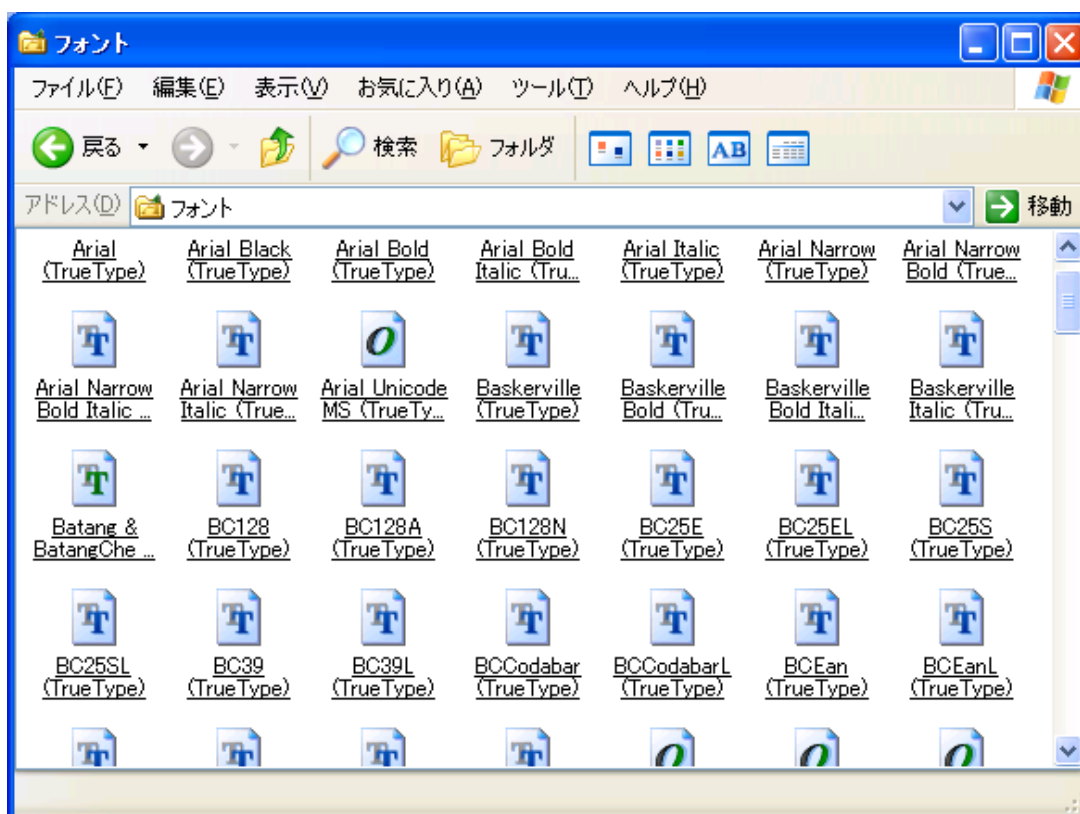 フォント
ファイル(F) 編集(E) 表示(V) お気に入り(A) ツール(T) ヘルプ(H)
戻る 検索 フォルダ AB
アドレス(D) フォント 移動
Arial Arial Black Arial Bold Arial Bold Arial Italic Arial Narrow Arial Narrow
(TrueType) (TrueType) (TrueType) Italic (Tru... (TrueType) (TrueType) Bold (True...
Arial Narrow Arial Narrow Arial Unicode Baskerville Baskerville Baskerville Baskerville
Bold Italic ... Italic (True... MS (TrueTy... (TrueType) Bold (Tru... Bold Itali... Italic (Tru...
Batang & BC128 BC128A BC128N BC25E BC25EL BC25S
BatangChe ... (TrueType) (TrueType) (TrueType) (TrueType) (TrueType) (TrueType)
BC25SL BC39 BC39L BCCodabar BCCodabarL BCEan BCEanL
(TrueType) (TrueType) (TrueType) (TrueType) (TrueType) (TrueType) (TrueType)